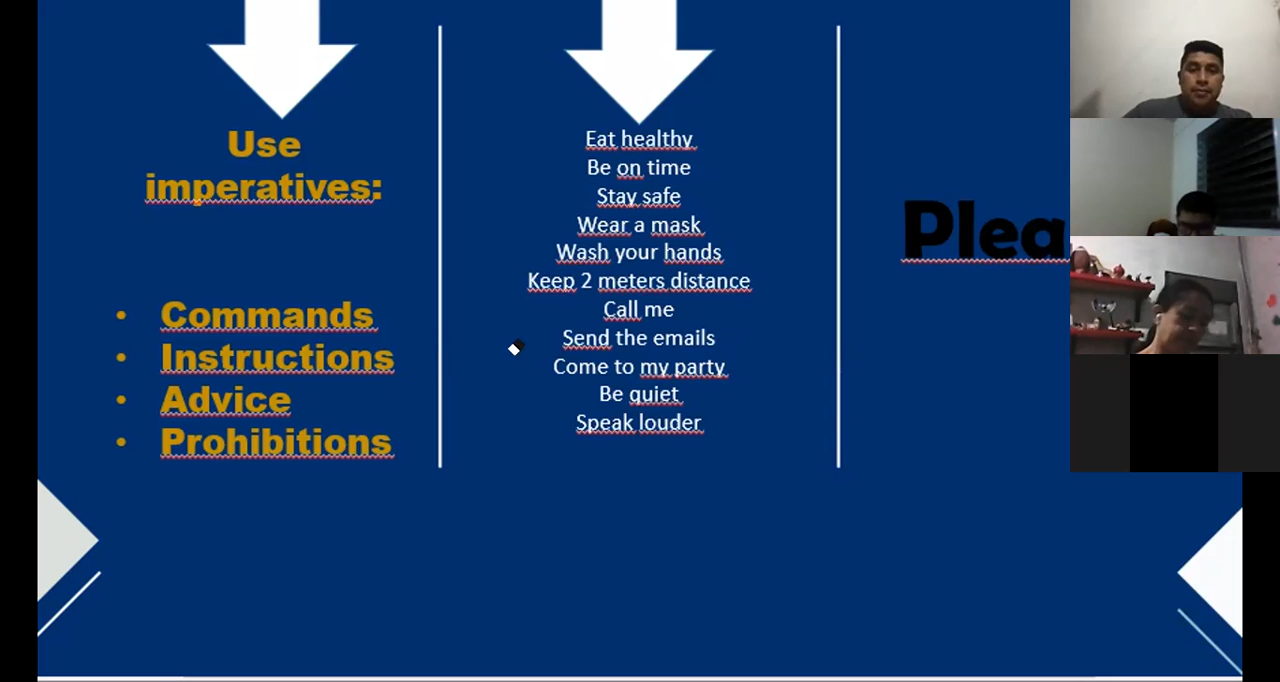 Use
imperatives:
• Commands
• Instructions
• Advice
• Prohibitions
Eat healthy
Be on time
Stay safe
Wear a mask
Wash your hands
Keep 2 meters distance
Call me
Send the emails
Come to my party
Be quiet
Speak louder
Plea